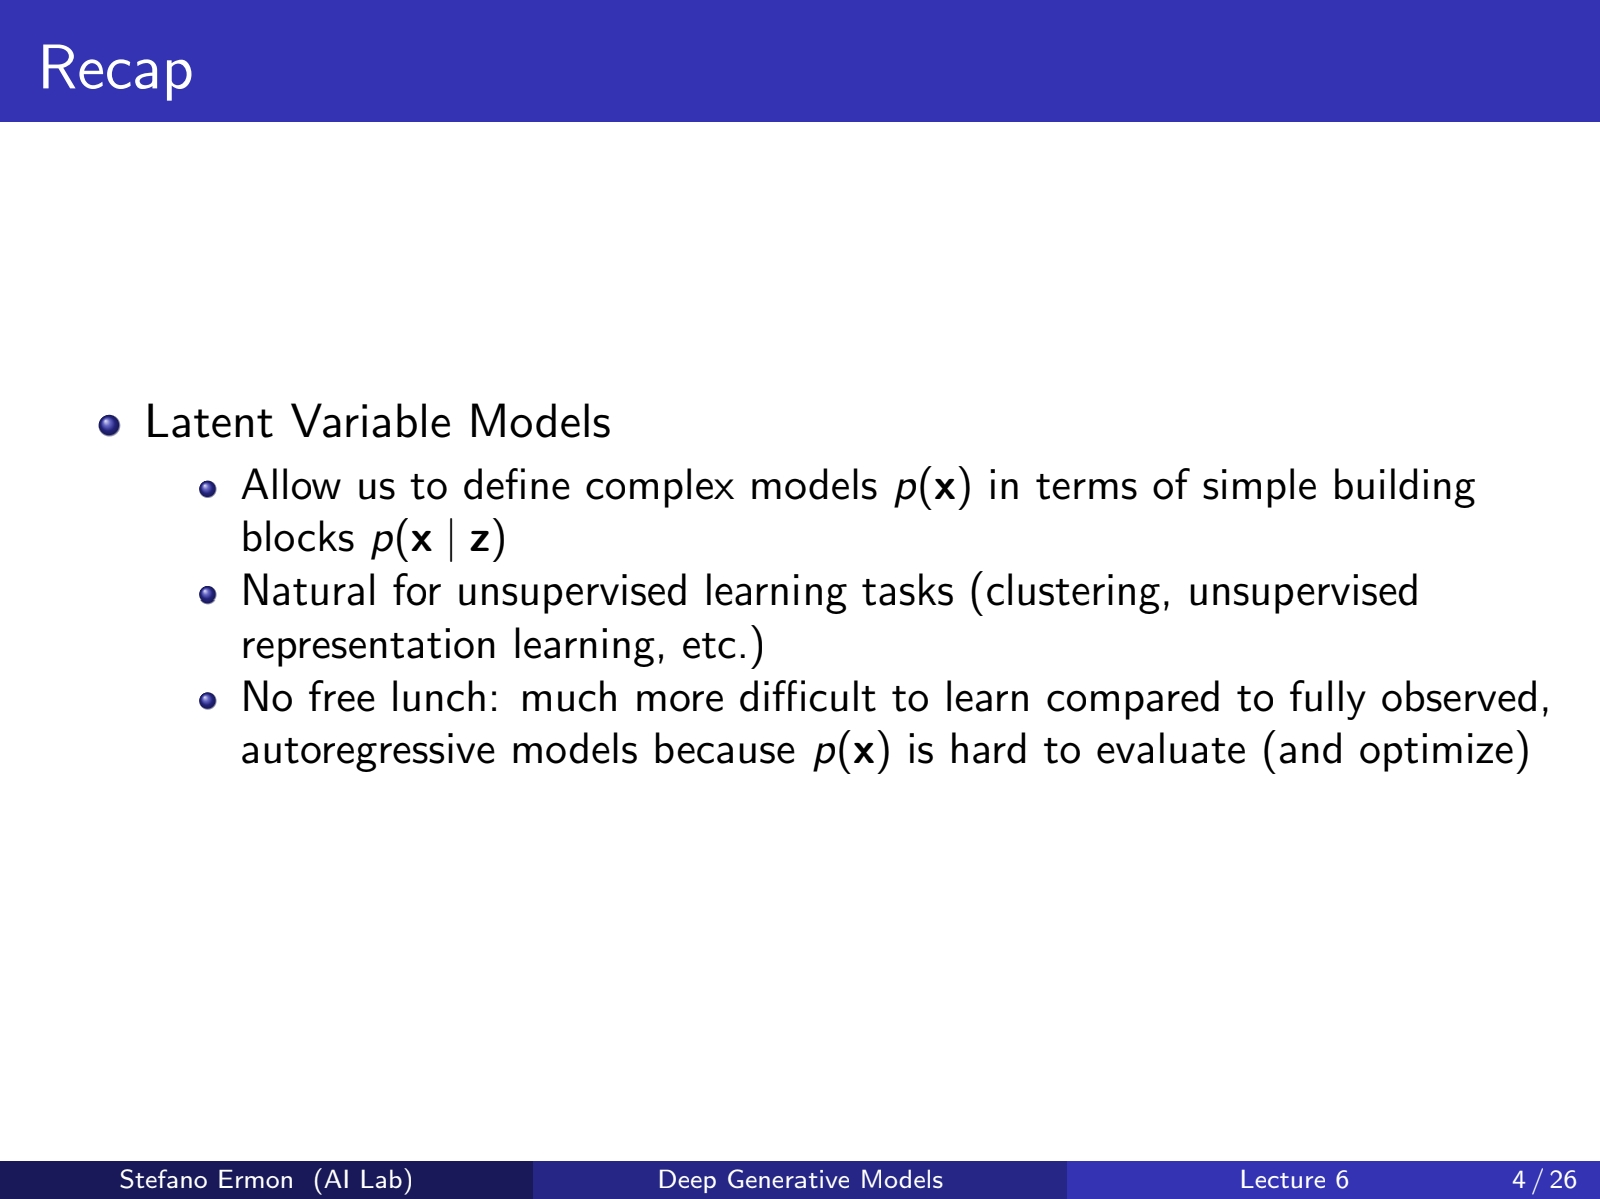 Recap
Latent Variable Models
Allow us to define complex models p(x) in terms of simple building
blocks p(x | z)
Natural for unsupervised learning tasks (clustering, unsupervised
representation learning, etc.)
No free lunch: much more difficult to learn compared to fully observed,
autoregressive models because p(x) is hard to evaluate (and optimize)
Stefano Ermon (AI Lab) Deep Generative Models Lecture 6 4 / 26